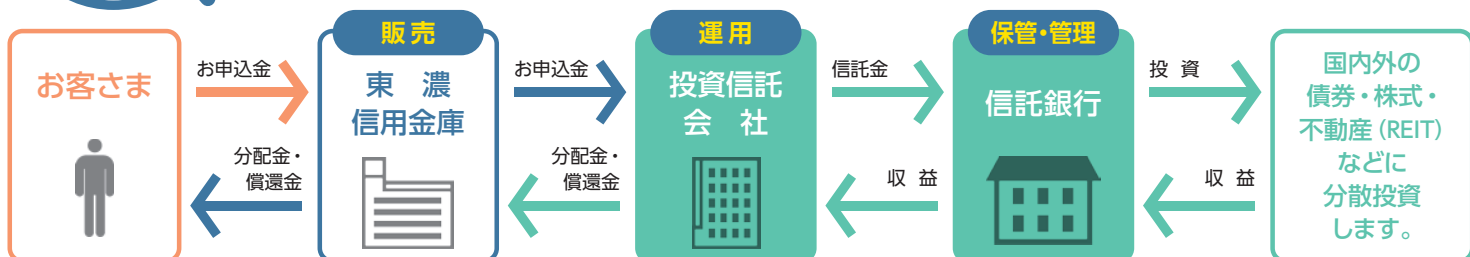 お客さま
お申込金
分配金・
償還金
販売
東 濃
信用金庫
お申込金
分配金・
償還金
運用
投資信託
会 社
信託金
収 益
保管・管理
信託銀行
投 資
収 益
国内外の
債券・株式・
不動産(REIT)
などに
分散投資
します。